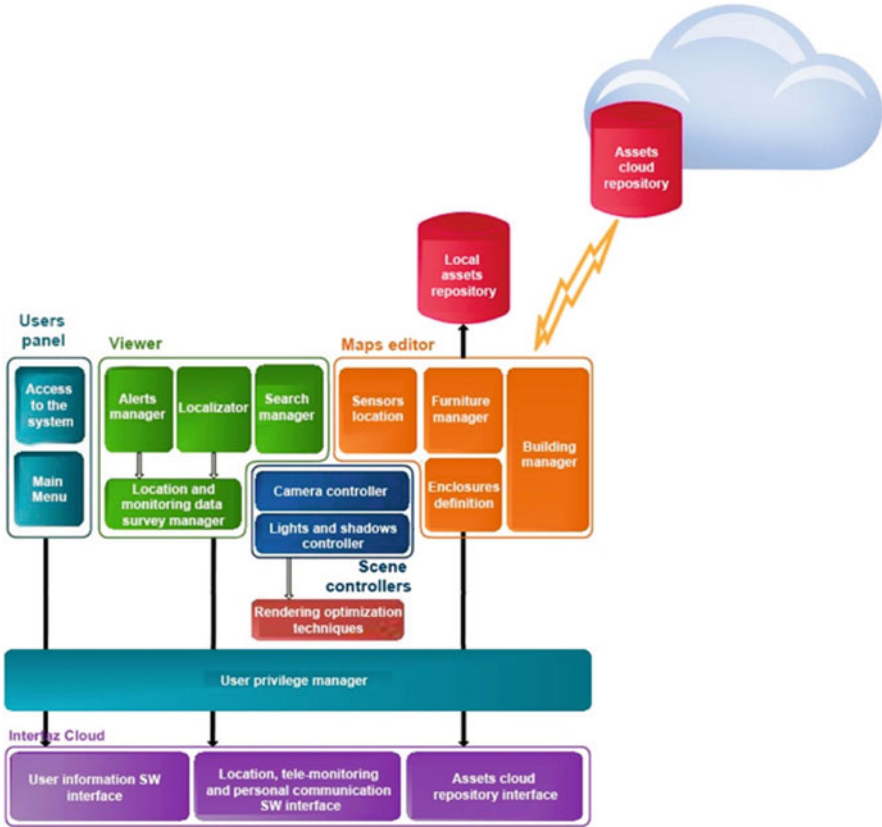 Assets
cloud
repository
Local
assets
repository
Users
panel
Viewer
Maps editor
Access
to the
system
Main
Menu
Alerts
manager
Localizator
Search
manager
Location and
monitoring data
survey manager
Sensors
location
Furniture
manager
Building
manager
Enclosures
definition
Camera controller
Lights and shadows
controller
Scene
controllers
Rendering optimization
techniques
User privilege manager
Interfaz Cloud
User information SW
interface
Location, tele-monitoring
and personal communication
SW interface
Assets cloud
repository interface